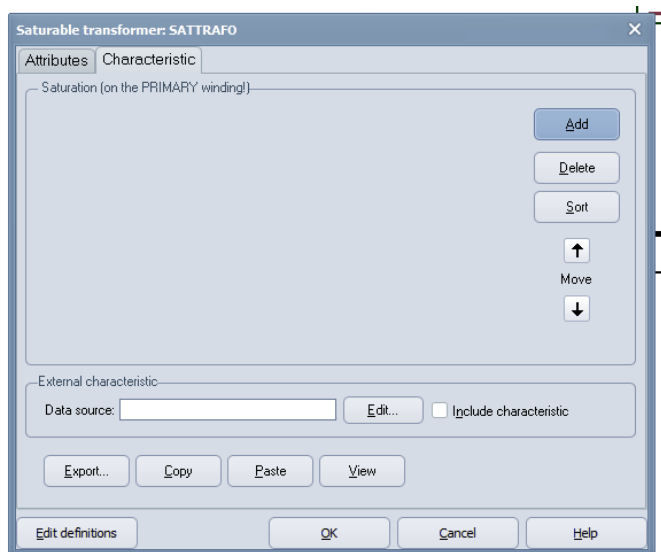 Saturable transformer: SATTRAFO
Attributes Characteristic
Saturation (on the PRIMARY winding!)
Add
Delete
Sort
Move
External characteristic
Data source: Edit... Include characteristic
Export... Copy Paste View
Edit definitions OK Cancel Help